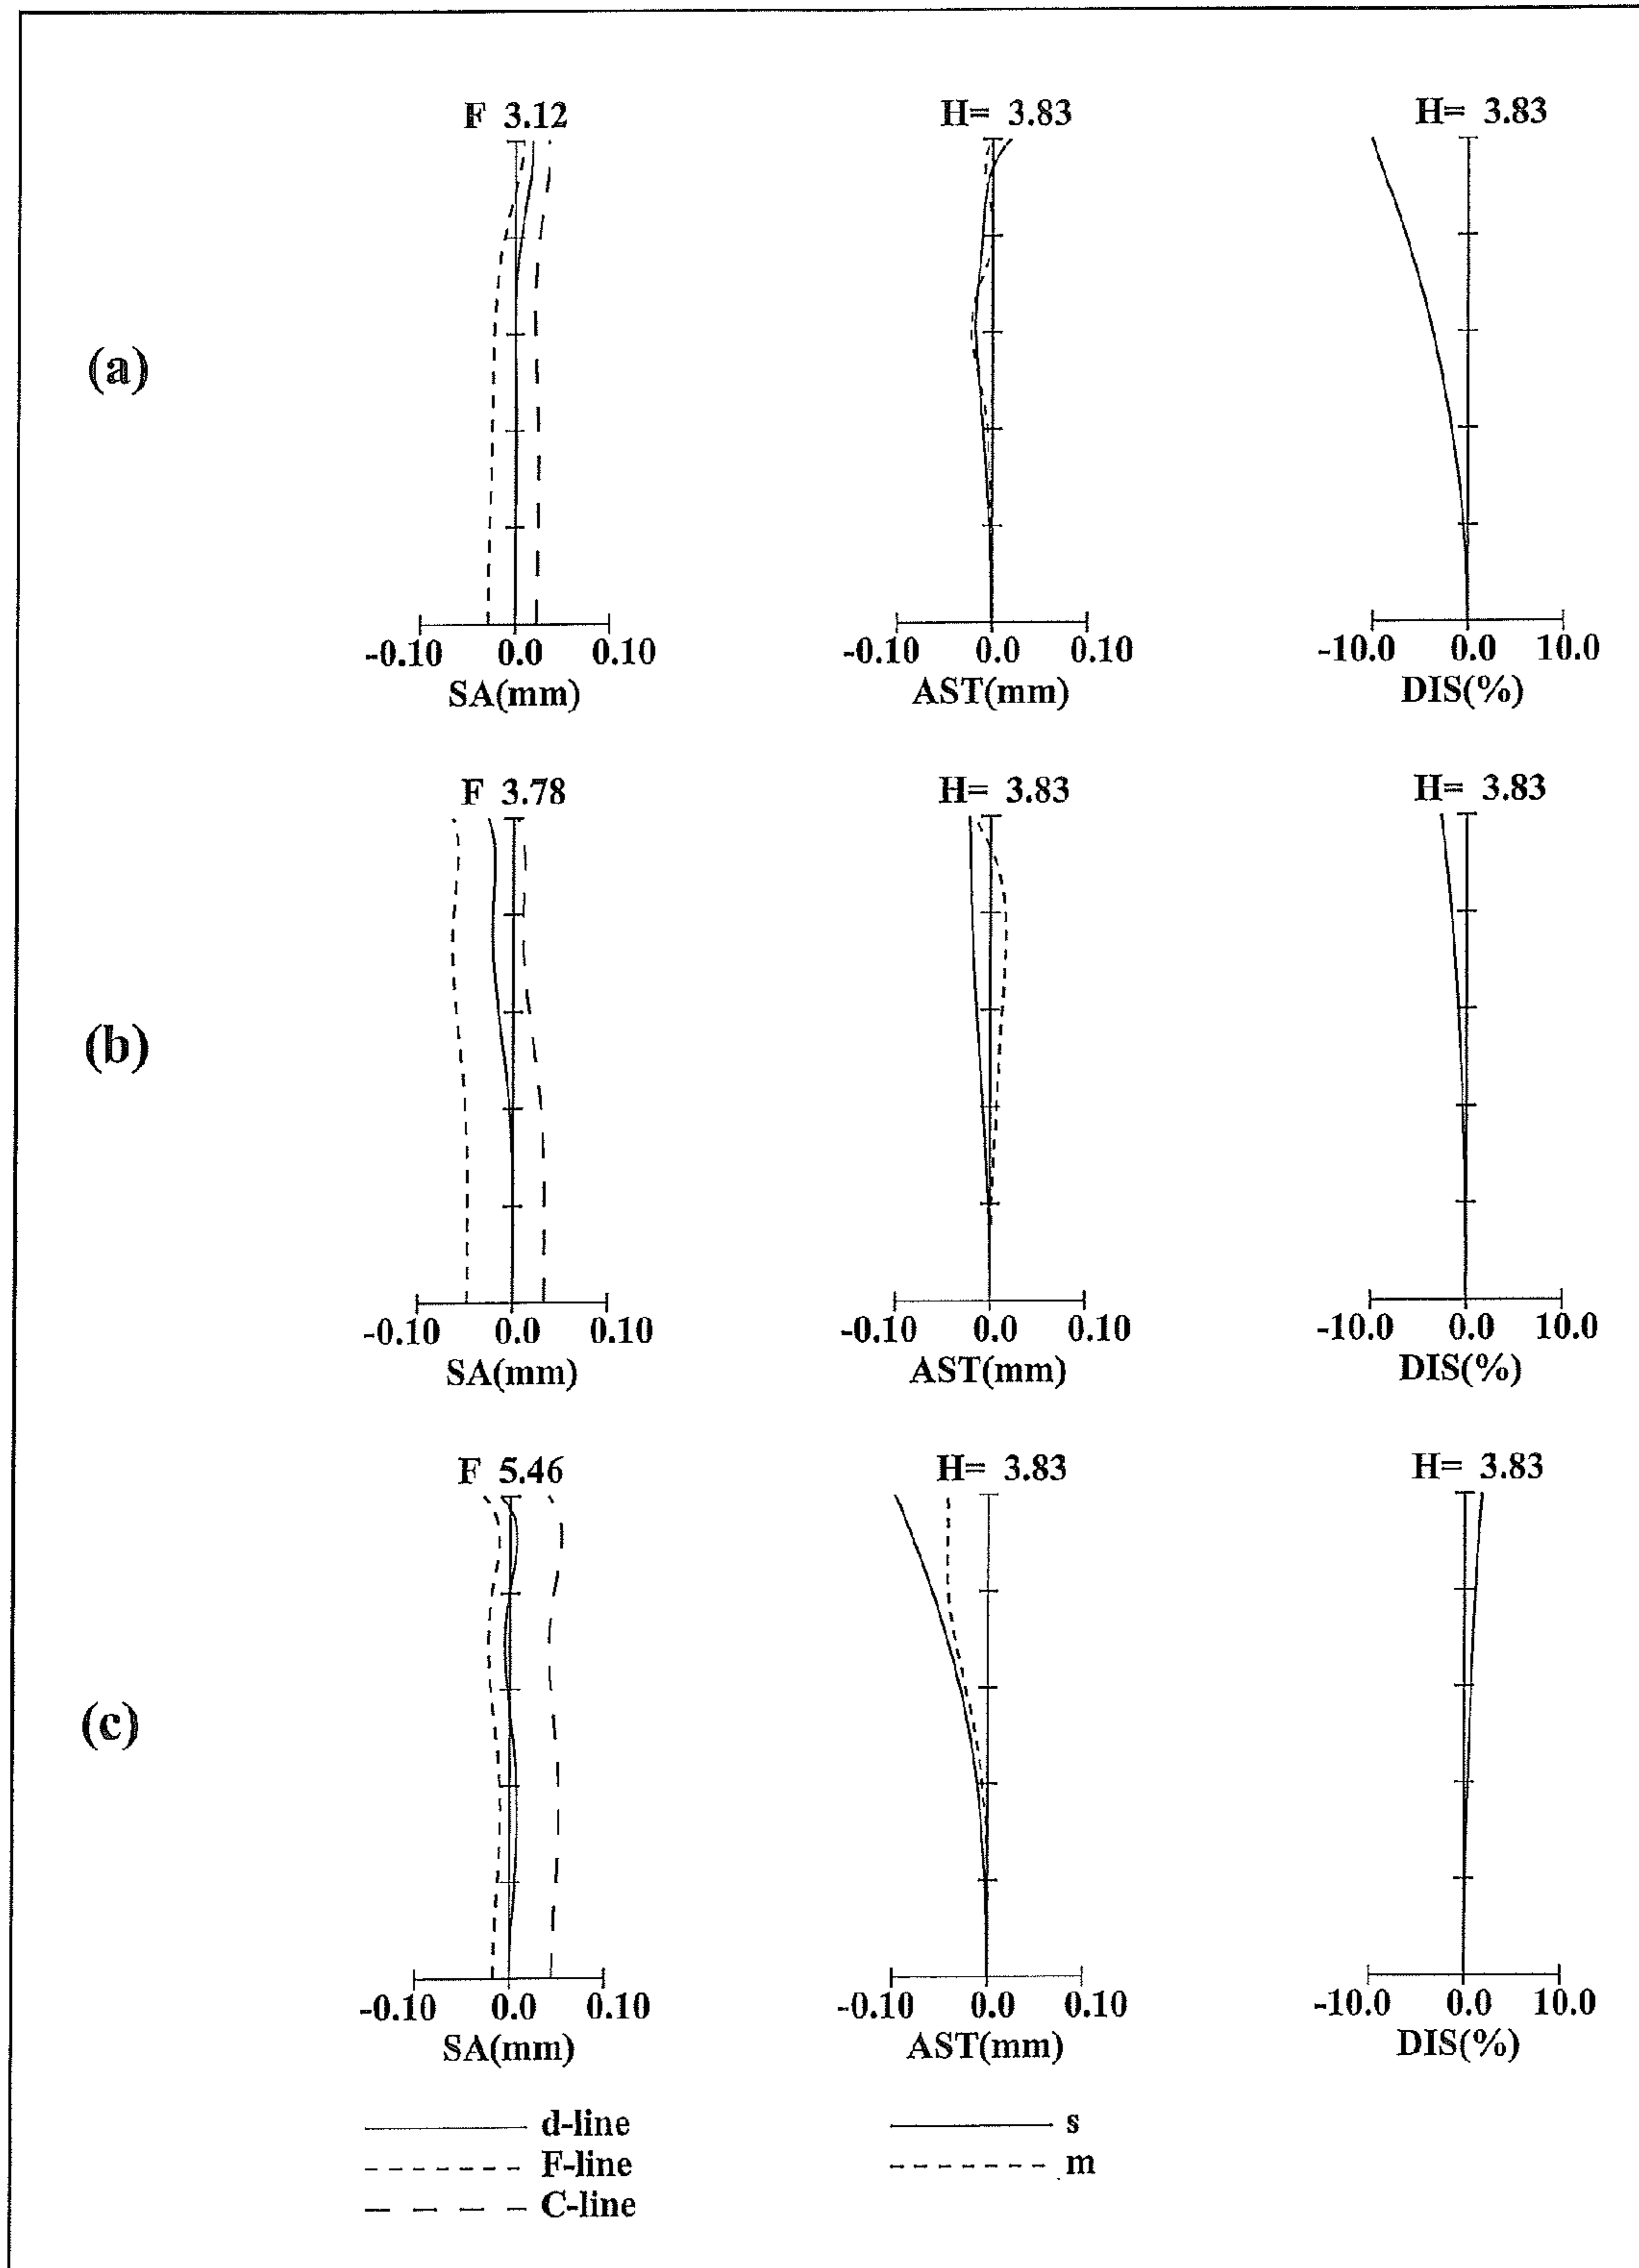 F 3.12 H= 3.83 H= 3.83
(a)
-0.10 0.0 0.10 -0.10 0.0 0.10 -10.0 0.0 10.0
SA(mm) AST(mm) DIS(%)
F 3.78 H= 3.83 H= 3.83
(b)
-0.10 0.0 0.10 -0.10 0.0 0.10 -10.0 0.0 10.0
SA(mm) AST(mm) DIS(%)
F 5.46 H= 3.83 H= 3.83
(c)
-0.10 0.0 0.10 -0.10 0.0 0.10 -10.0 0.0 10.0
SA(mm) AST(mm) DIS(%)
d-line s
F-line m
C-line